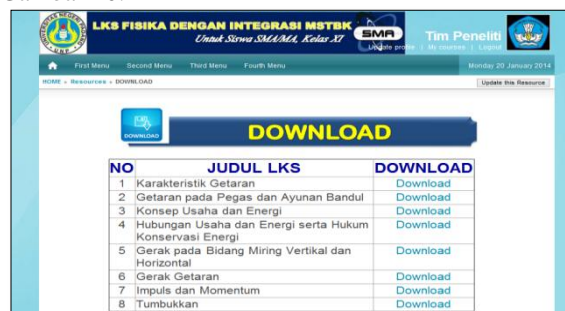 LKS FISIKA DENGAN INTEGRASI MSTBK
Untuk Siswa SMA/MA, Kelas XI
SMA
Tim Peneliti
Update profile | My courses | Logout
First Menu Second Menu Third Menu Fourth Menu
Monday 20 January 2014
HOME » Resources » DOWNLOAD
Update this Resource
DOWNLOAD
DOWNLOAD
NO JUDUL LKS DOWNLOAD
1 Karakteristik Getaran Download
2 Getaran pada Pegas dan Ayunan Bandul Download
3 Konsep Usaha dan Energi Download
4 Hubungan Usaha dan Energi serta Hukum Download
Konservasi Energi
5 Gerak pada Bidang Miring Vertikal dan Download
Horizontal
6 Gerak Getaran Download
7 Impuls dan Momentum Download
8 Tumbukkan Download